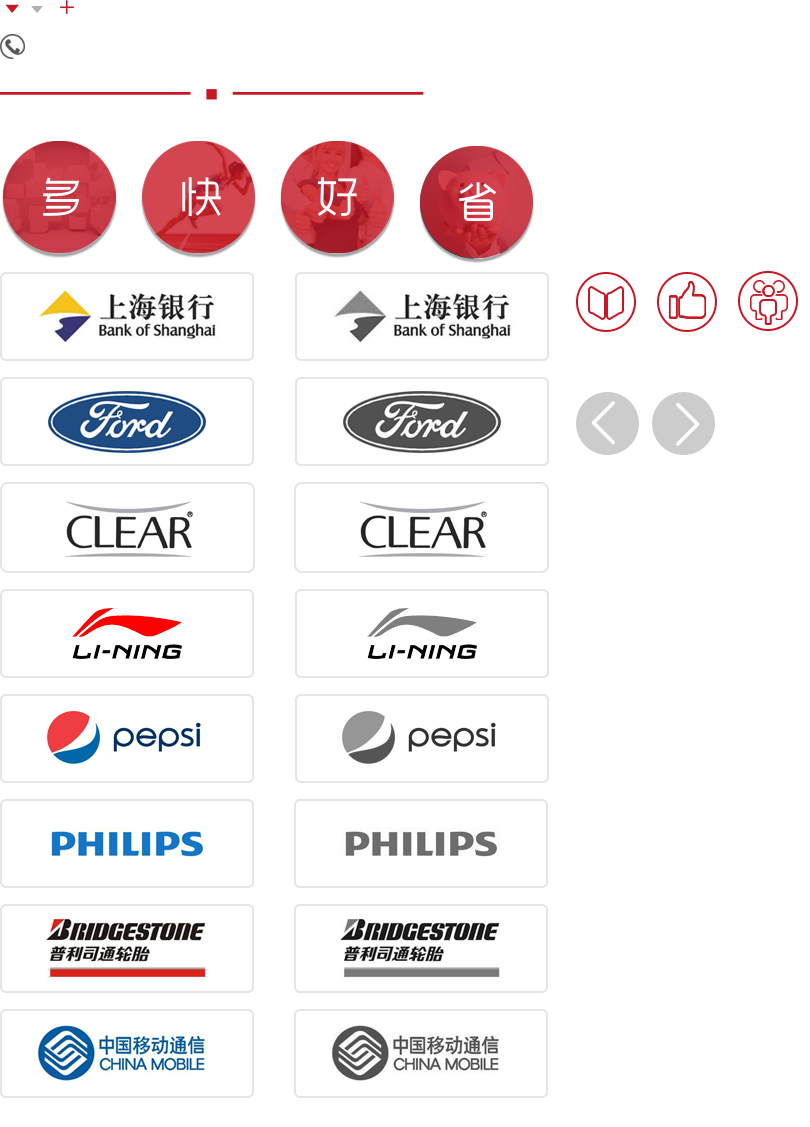 多 快 好 省
上海银行 上海银行
Bank of Shanghai Bank of Shanghai
Ford Ford
CLEAR® CLEAR®
LI-NING LI-NING
pepsi pepsi
PHILIPS PHILIPS
BRIDGESTONE BRIDGESTONE
普利司通轮胎 普利司通轮胎
中国移动通信 中国移动通信
CHINA MOBILE CHINA MOBILE